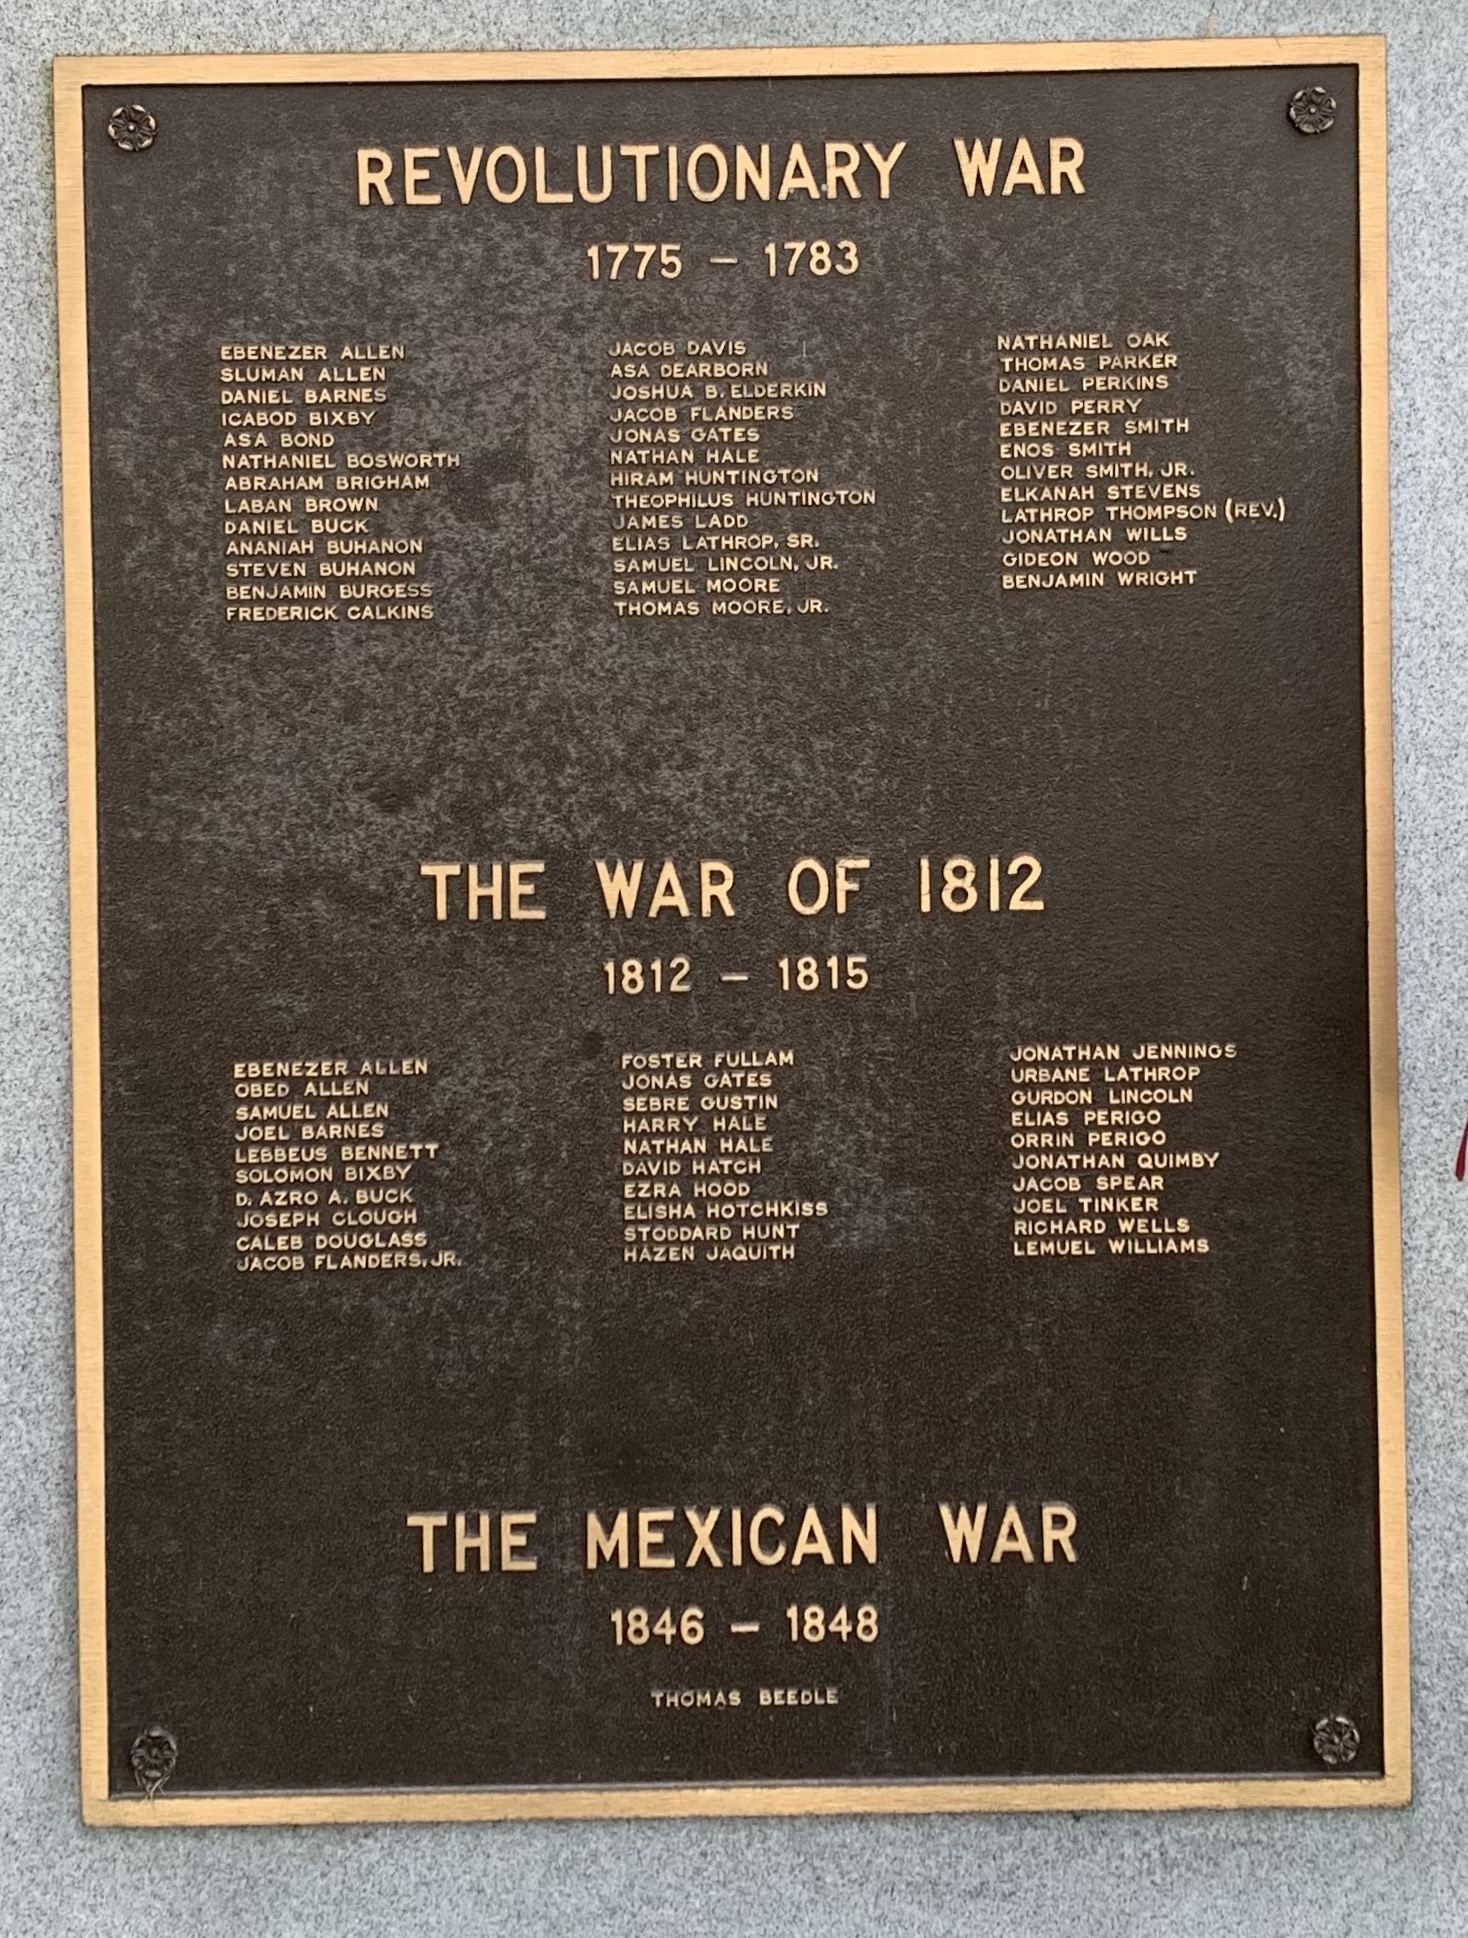 REVOLUTIONARY WAR
1775 – 1783
EBENEZER ALLEN
SLUMAN ALLEN
DANIEL BARNES
ICABOD BIXBY
ASA BOND
NATHANIEL BOSWORTH
ABRAHAM BRIGHAM
LABAN BROWN
DANIEL BUCK
ANANIAH BUHANON
STEVEN BUHANON
BENJAMIN BURGESS
FREDERICK CALKINS
JACOB DAVIS
ASA DEARBORN
JOSHUA B. ELDERKIN
JACOB FLANDERS
JONAS GATES
NATHAN HALE
HIRAM HUNTINGTON
THEOPHILUS HUNTINGTON
JAMES LADD
ELIAS LATHROP, SR.
SAMUEL LINCOLN, JR.
SAMUEL MOORE
THOMAS MOORE, JR.
NATHANIEL OAK
THOMAS PARKER
DANIEL PERKINS
DAVID PERRY
EBENEZER SMITH
ENOS SMITH
OLIVER SMITH, JR.
ELKANAH STEVENS
LATHROP THOMPSON (REV.)
JONATHAN WILLS
GIDEON WOOD
BENJAMIN WRIGHT
THE WAR OF 1812
1812 – 1815
EBENEZER ALLEN
OBED ALLEN
SAMUEL ALLEN
JOEL BARNES
LEBBEUS BENNETT
SOLOMON BIXBY
D. AZRO A. BUCK
JOSEPH CLOUGH
CALEB DOUGLASS
JACOB FLANDERS, JR.
FOSTER FULLAM
JONAS GATES
SEBRE GUSTIN
HARRY HALE
NATHAN HALE
DAVID HATCH
EZRA HOOD
ELISHA HOTCHKISS
STODDARD HUNT
HAZEN JAQUITH
JONATHAN JENNINGS
URBANE LATHROP
GURDON LINCOLN
ELIAS PERIGO
ORRIN PERIGO
JONATHAN QUIMBY
JACOB SPEAR
JOEL TINKER
RICHARD WELLS
LEMUEL WILLIAMS
THE MEXICAN WAR
1846 – 1848
THOMAS BEEDLE